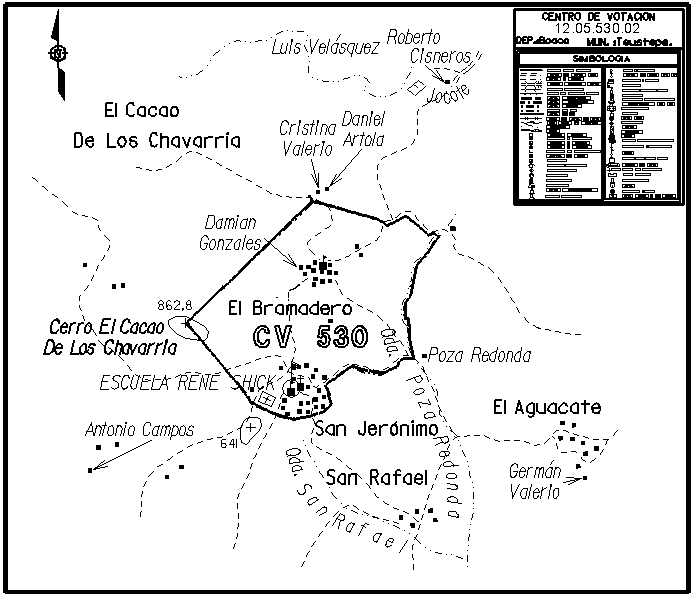 CENTRO DE VOTACION
12.05.530.02
DEP.:Boaco MUN.:Teustepe.
SIMBOLOGIA
Luis Velásquez
Roberto
Cisneros
Jocote
El Cacao
De Los Chavarria
Cristina
Valerio
Daniel
Artola
Damian
Gonzales
862,8
El Bramadero
CV 530
Cerro El Cacao
De Los Chavarria
Qda. Poza Redonda
Poza Redonda
ESCUELA RENE SHICK
El Aguacate
Antonio Campos
641
San Jerónimo
San Rafael
Qda. San Rafael
Germán
Valerio